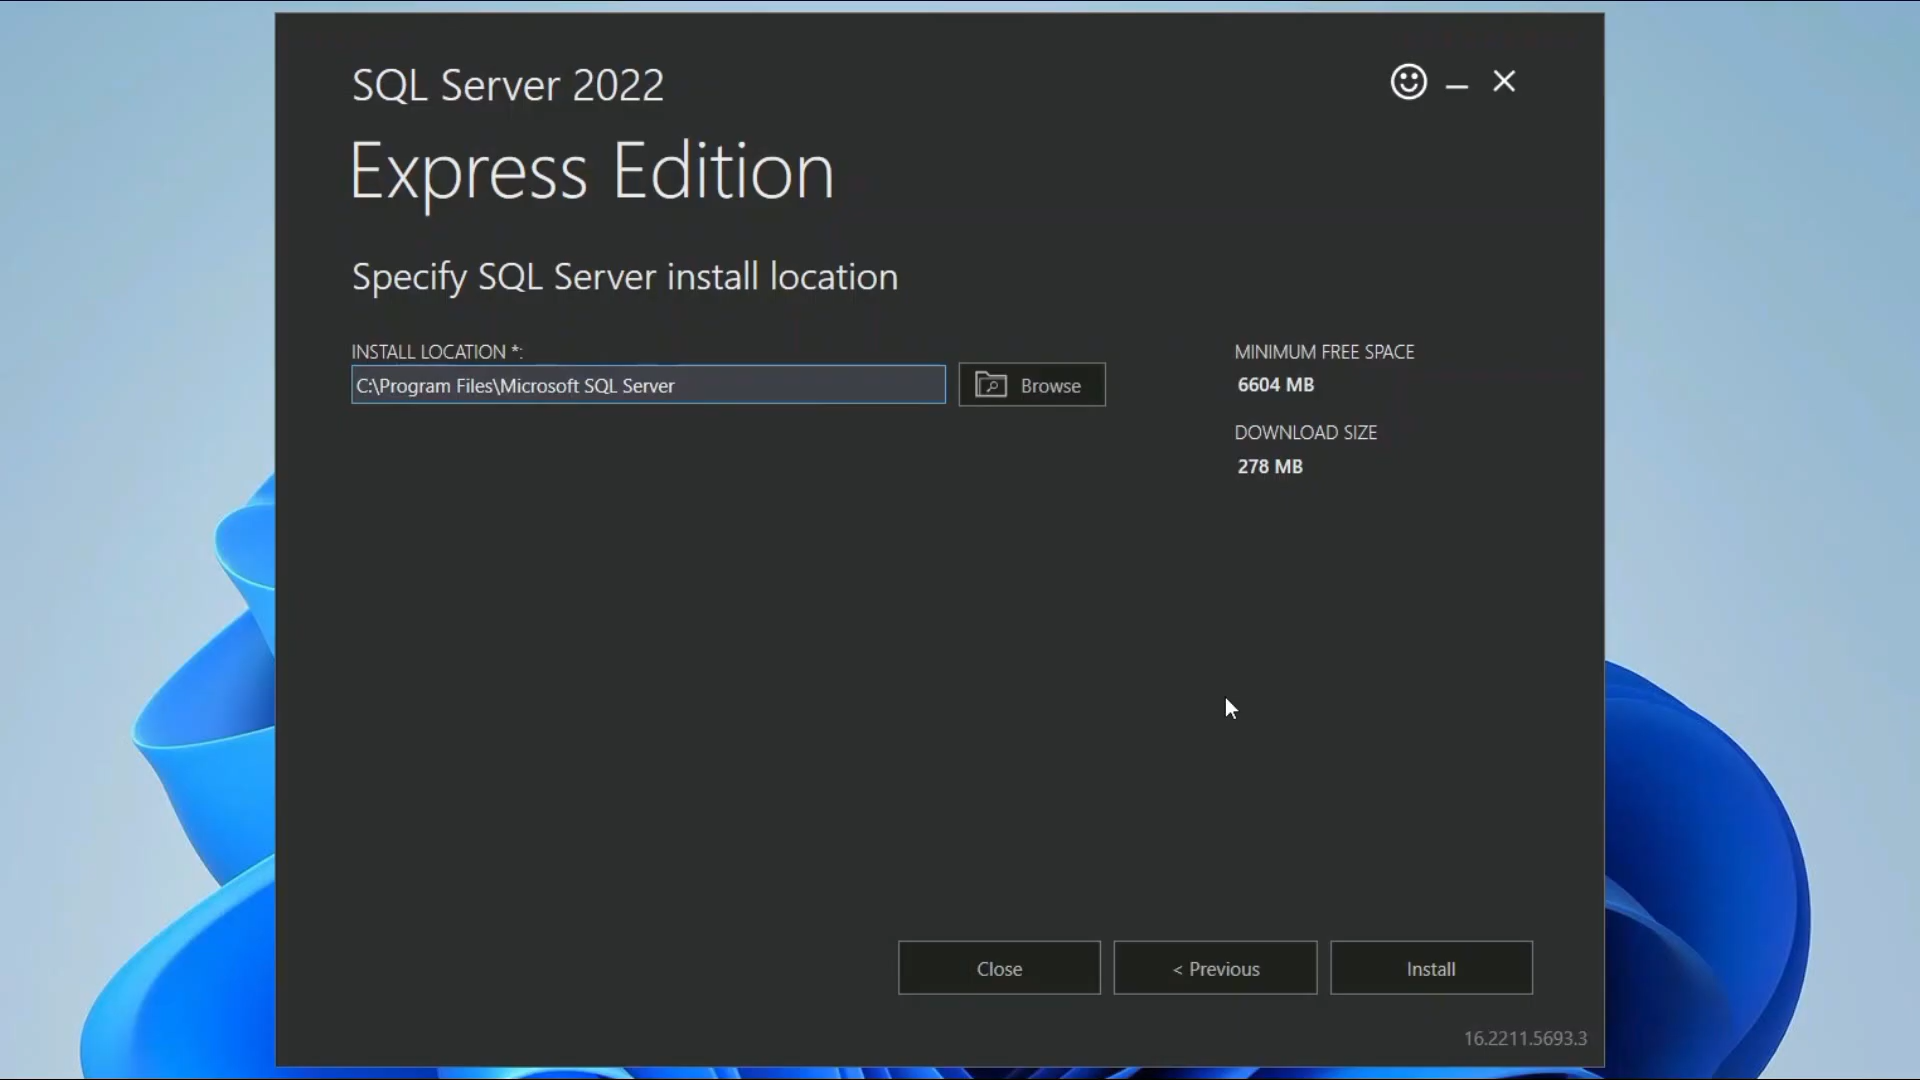 SQL Server 2022
Express Edition
Specify SQL Server install location
INSTALL LOCATION *:
C:\Program Files\Microsoft SQL Server
Browse
MINIMUM FREE SPACE
6604 MB
DOWNLOAD SIZE
278 MB
Close
< Previous
Install
16.2211.5693.3